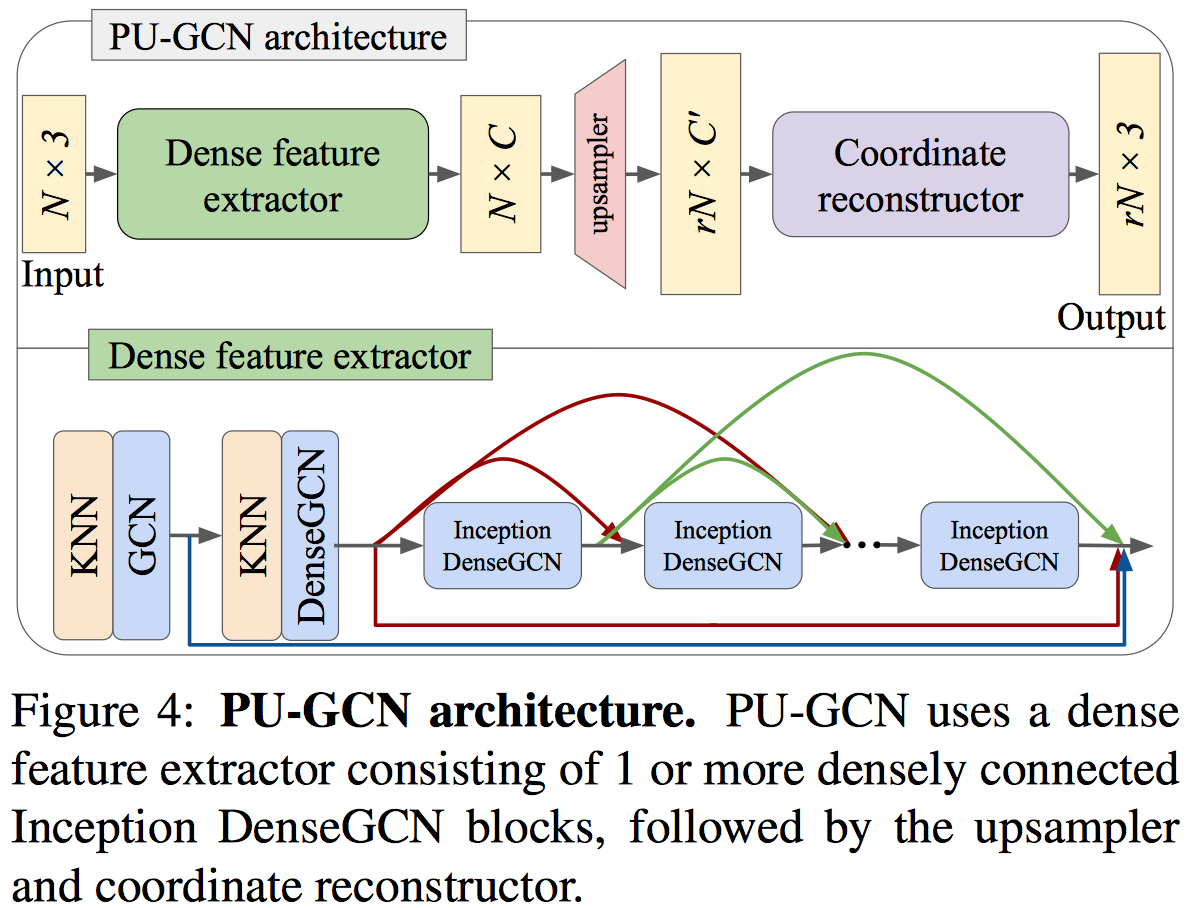 PU-GCN architecture
N × 3
Dense feature
extractor
N × C
upsampler
rN × C'
Coordinate
reconstructor
rN × 3
Input
Output
Dense feature extractor
KNN
GCN
KNN
DenseGCN
Inception
DenseGCN
Inception
DenseGCN
...
Inception
DenseGCN
Figure 4: PU-GCN architecture. PU-GCN uses a dense
feature extractor consisting of 1 or more densely connected
Inception DenseGCN blocks, followed by the upsampler
and coordinate reconstructor.